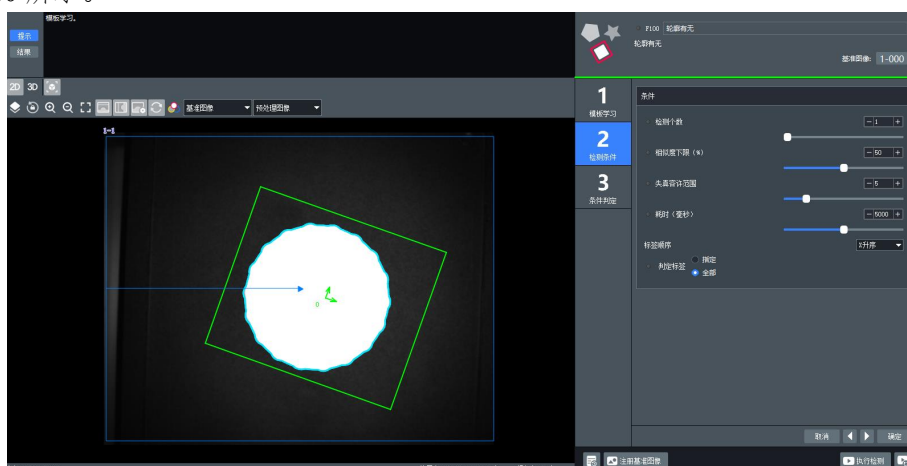 模板学习。
提示
结果
2D 3D
基准图像 预处理图像
1-1
0
F100 轮廓有无
轮廓有无
基准图像: 1-000
1
模板学习
2
检测条件
3
条件判定
条件
检测个数 1
相似度下限 (%) 50
失真容许范围 5
耗时 (毫秒) 5000
标签顺序 X升序
判定标签 指定
全部
取消 确定
注册基准图像 执行检测